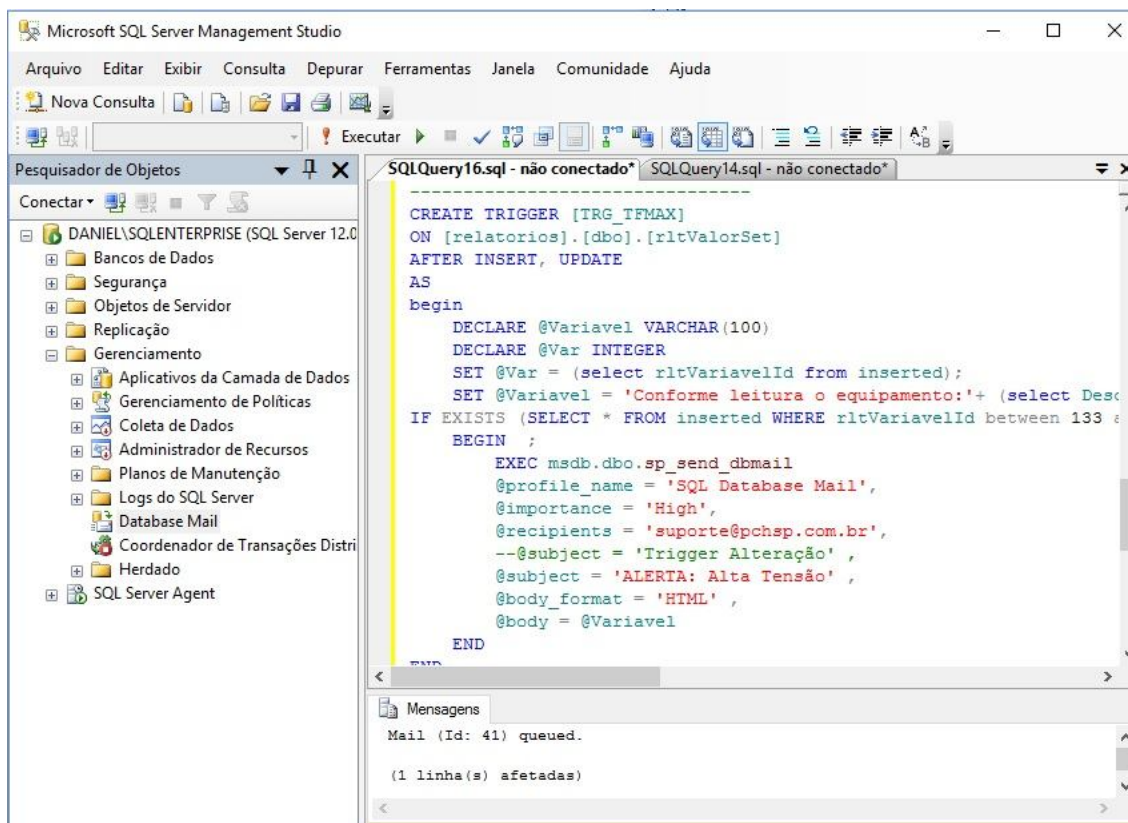 Microsoft SQL Server Management Studio
Arquivo Editar Exibir Consulta Depurar Ferramentas Janela Comunidade Ajuda
Nova Consulta
Executar
Pesquisador de Objetos
Conectar
DANIEL\SQLENTERPRISE (SQL Server 12.0
Bancos de Dados
Segurança
Objetos de Servidor
Replicação
Gerenciamento
Aplicativos da Camada de Dados
Gerenciamento de Políticas
Coleta de Dados
Administrador de Recursos
Planos de Manutenção
Logs do SQL Server
Database Mail
Coordenador de Transações Distri
Herdado
SQL Server Agent
SQLQuery16.sql - não conectado* SQLQuery14.sql - não conectado*
--------------------------------
CREATE TRIGGER [TRG_TFMAX]
ON [relatorios].[dbo].[rltValorSet]
AFTER INSERT, UPDATE
AS
begin
DECLARE @Variavel VARCHAR(100)
DECLARE @Var INTEGER
SET @Var = (select rltVariavelId from inserted);
SET @Variavel = 'Conforme leitura o equipamento:'+ (select Desc
IF EXISTS (SELECT * FROM inserted WHERE rltVariavelId between 133 a
BEGIN ;
EXEC msdb.dbo.sp_send_dbmail
@profile_name = 'SQL Database Mail',
@importance = 'High',
@recipients = 'suporte@pchsp.com.br',
--@subject = 'Trigger Alteração' ,
@subject = 'ALERTA: Alta Tensão' ,
@body_format = 'HTML' ,
@body = @Variavel
END
END
Mensagens
Mail (Id: 41) queued.
(1 linha(s) afetadas)